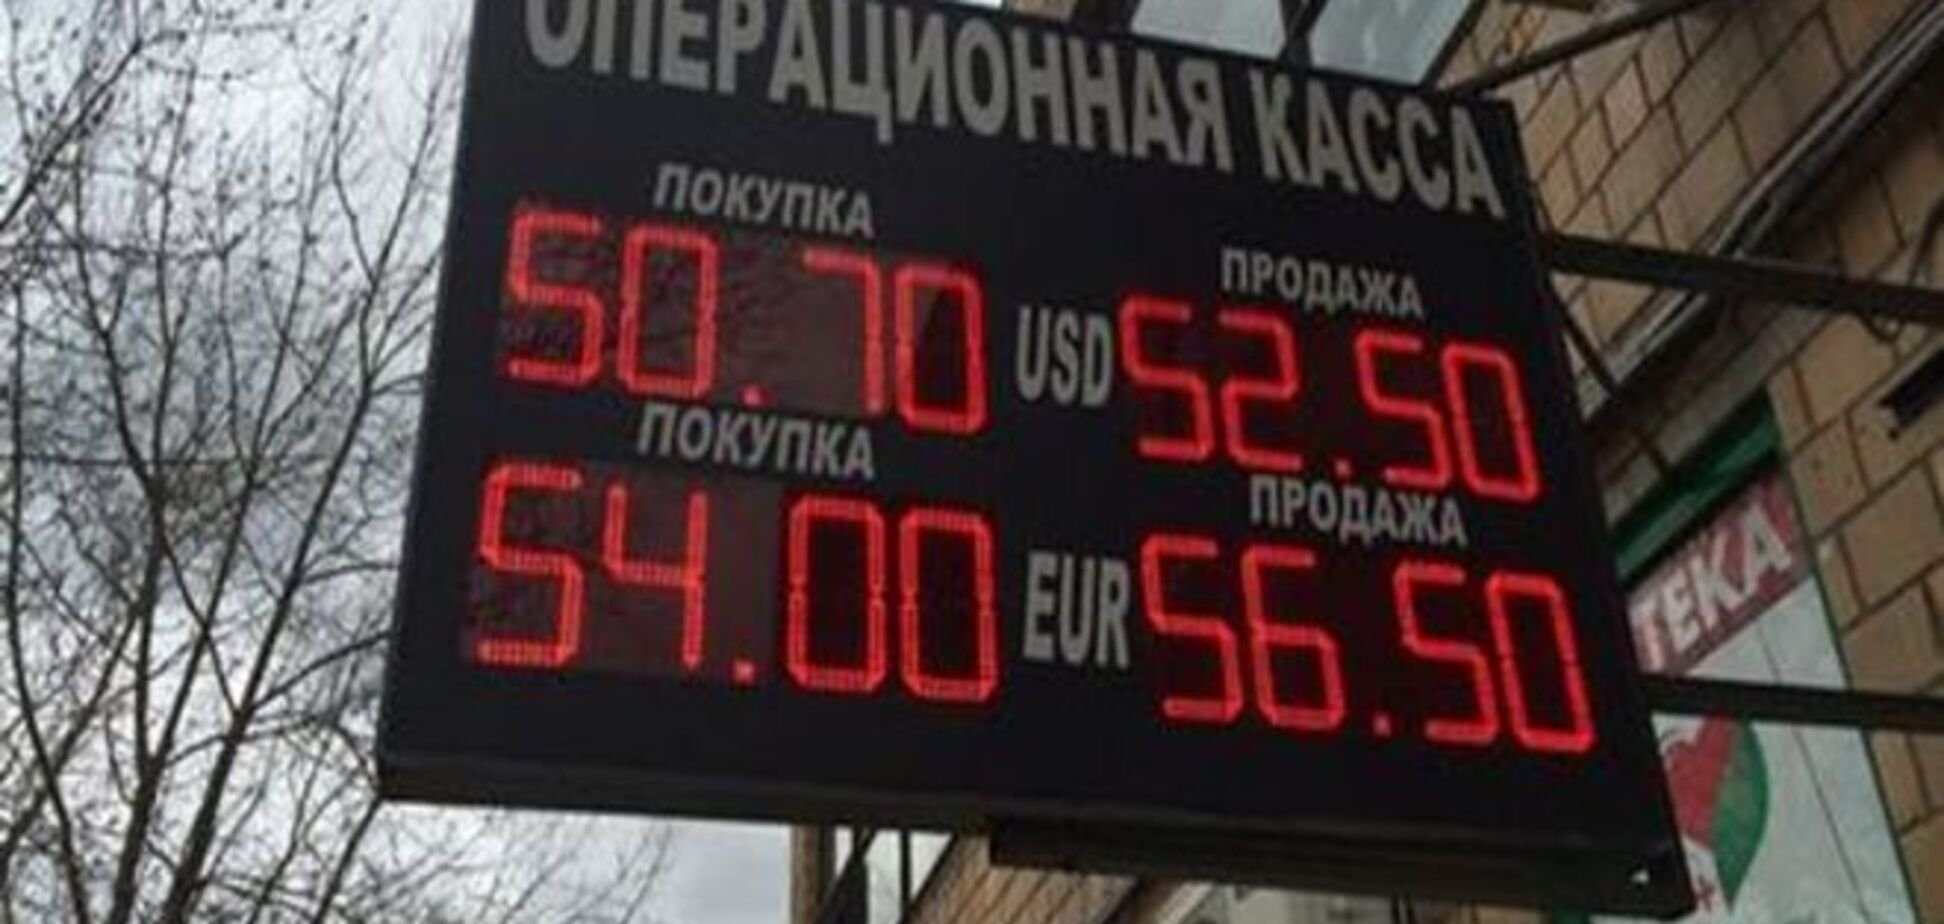 ОПЕРАЦИОННАЯ КАССА
ПОКУПКА
ПРОДАЖА
50.70 USD 52.50
ПОКУПКА
ПРОДАЖА
54.00 EUR 56.50
ТЕКА